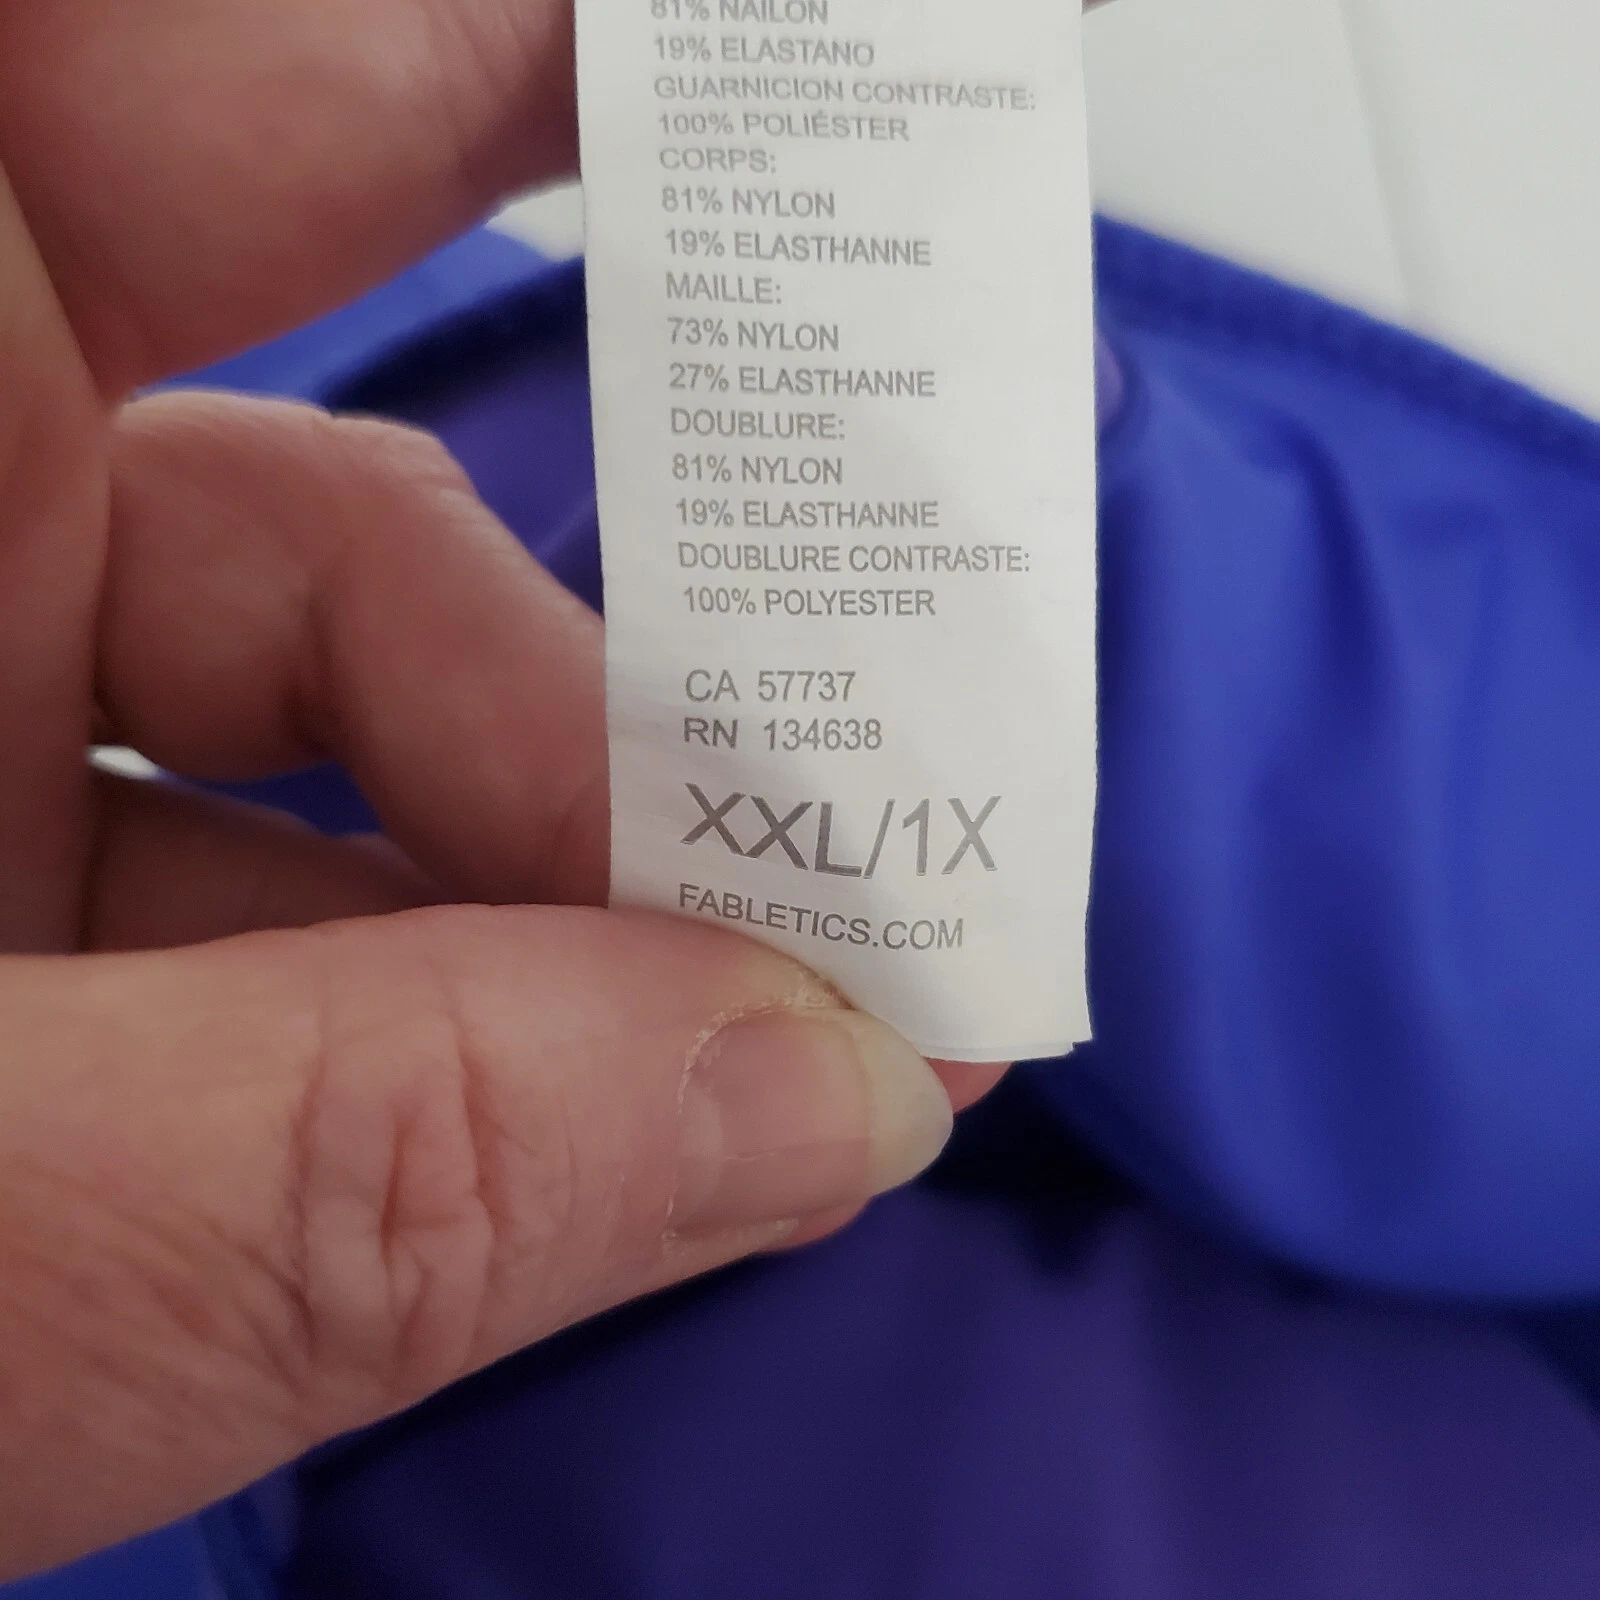 81% NAILON
19% ELASTANO
GUARNICION CONTRASTE:
100% POLIÉSTER
CORPS:
81% NYLON
19% ELASTHANNE
MAILLE:
73% NYLON
27% ELASTHANNE
DOUBLURE:
81% NYLON
19% ELASTHANNE
DOUBLURE CONTRASTE:
100% POLYESTER
CA 57737
RN 134638
XXL/1X
FABLETICS.COM